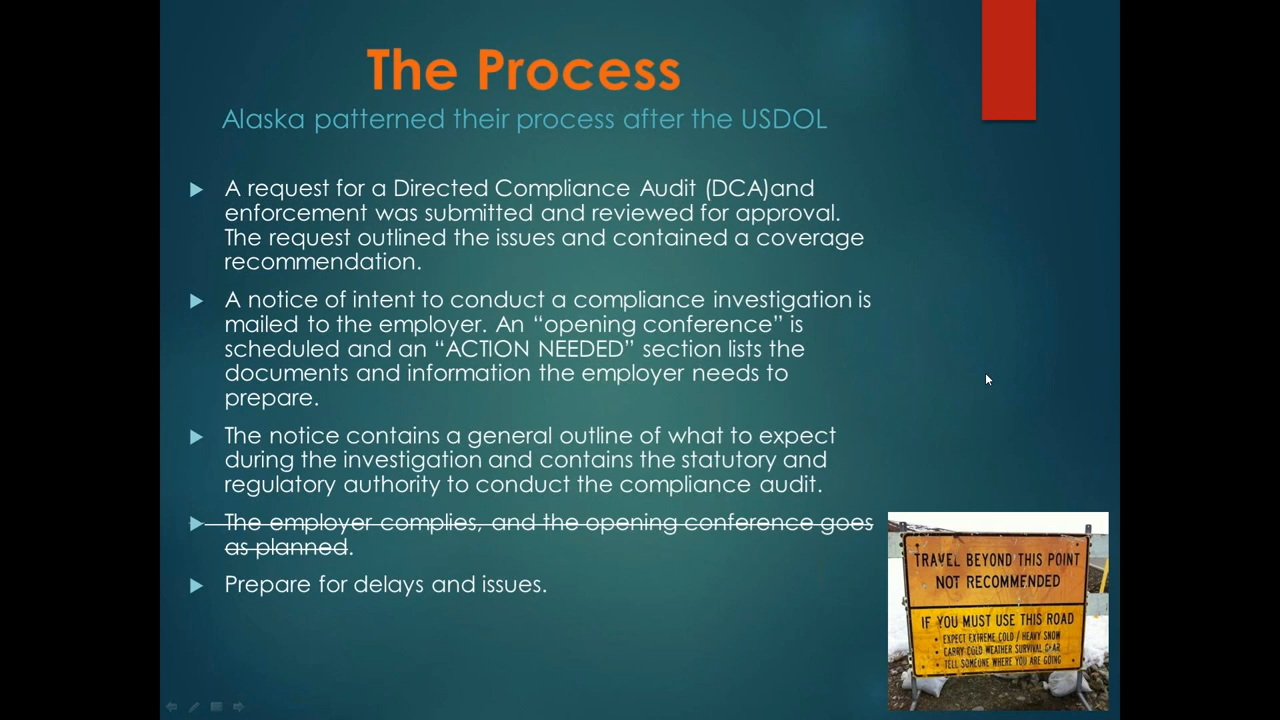 The Process
Alaska patterned their process after the USDOL
A request for a Directed Compliance Audit (DCA)and
enforcement was submitted and reviewed for approval.
The request outlined the issues and contained a coverage
recommendation.
A notice of intent to conduct a compliance investigation is
mailed to the employer. An “opening conference” is
scheduled and an “ACTION NEEDED” section lists the
documents and information the employer needs to
prepare.
The notice contains a general outline of what to expect
during the investigation and contains the statutory and
regulatory authority to conduct the compliance audit.
The employer complies, and the opening conference goes
as planned.
Prepare for delays and issues.
TRAVEL BEYOND THIS POINT
NOT RECOMMENDED
IF YOU MUST USE THIS ROAD
• EXPECT EXTREME COLD / HEAVY SNOW
• CARRY COLD WEATHER SURVIVAL GEAR
• TELL SOMEONE WHERE YOU ARE GOING